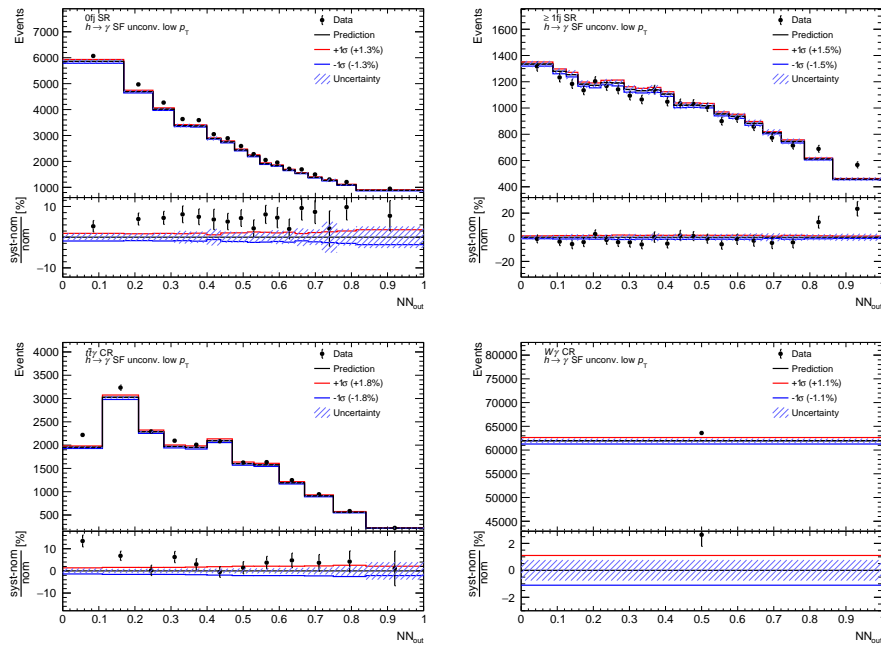 0fj SR
h→ γ SF unconv. low pT
Data
Prediction
+1σ (+1.3%)
-1σ (-1.3%)
Uncertainty
Events
7000
6000
5000
4000
3000
2000
1000
syst-nom
nom
[%]
10
0
−10
0 0.1 0.2 0.3 0.4 0.5 0.6 0.7 0.8 0.9 1
NNout
≥ 1fj SR
h→ γ SF unconv. low pT
Data
Prediction
+1σ (+1.5%)
-1σ (-1.5%)
Uncertainty
Events
1600
1400
1200
1000
800
600
400
syst-nom
nom
[%]
20
0
−20
0 0.1 0.2 0.3 0.4 0.5 0.6 0.7 0.8 0.9 1
NNout
tt̄γ CR
h→ γ SF unconv. low pT
Data
Prediction
+1σ (+1.8%)
-1σ (-1.8%)
Uncertainty
Events
4000
3500
3000
2500
2000
1500
1000
500
syst-nom
nom
[%]
10
0
−10
0 0.1 0.2 0.3 0.4 0.5 0.6 0.7 0.8 0.9 1
NNout
Wγ CR
h→ γ SF unconv. low pT
Data
Prediction
+1σ (+1.1%)
-1σ (-1.1%)
Uncertainty
Events
80000
75000
70000
65000
60000
55000
50000
45000
syst-nom
nom
[%]
2
0
−2
0 0.1 0.2 0.3 0.4 0.5 0.6 0.7 0.8 0.9 1
NNout